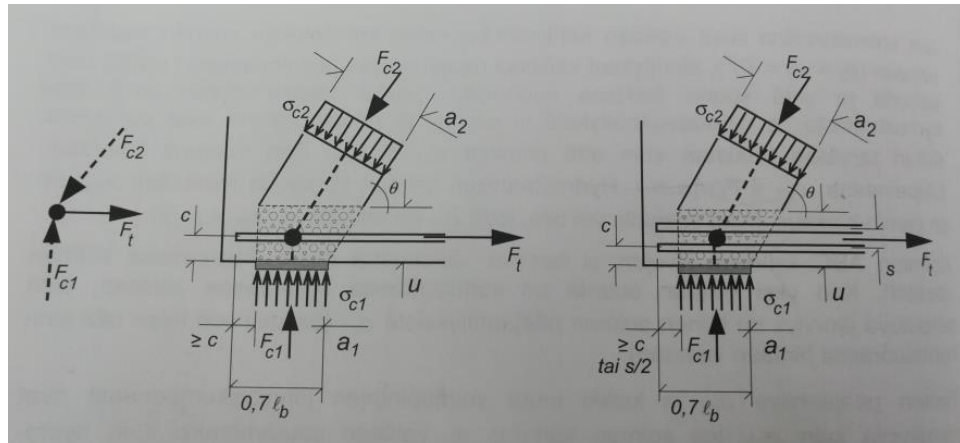 F_c2
F_t
F_c1
F_c2
σ_c2
a_2
θ
c
F_t
u
σ_c1
≥ c
F_c1
a_1
0,7 ℓ_b
F_c2
σ_c2
a_2
θ
c
F_t
s
u
σ_c1
≥ c
tai s/2
F_c1
a_1
0,7 ℓ_b